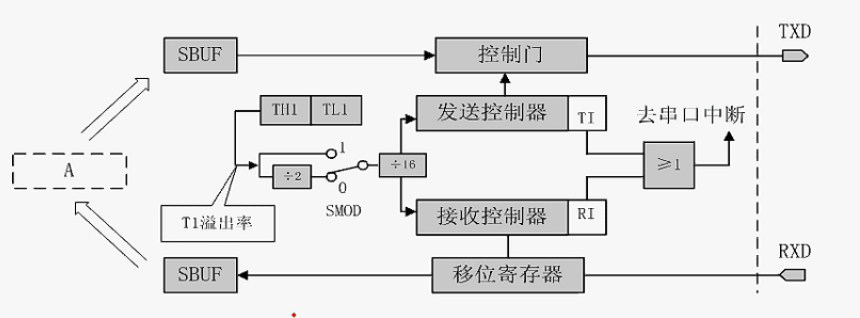 TXD
SBUF
控制门
TH1 TL1
发送控制器 TI
去串口中断
1
A
÷2
÷16
≥1
0
SMOD
T1溢出率
接收控制器 RI
RXD
SBUF
移位寄存器